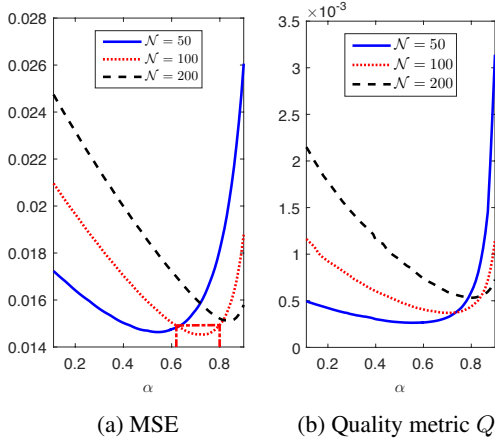 0.028
0.026
0.024
0.022
0.02
0.018
0.016
0.014
0.2 0.4 0.6 0.8
α
𝒩 = 50
𝒩 = 100
𝒩 = 200
(a) MSE
×10⁻³
3.5
3
2.5
2
1.5
1
0.5
0
0.2 0.4 0.6 0.8
α
𝒩 = 50
𝒩 = 100
𝒩 = 200
(b) Quality metric Q